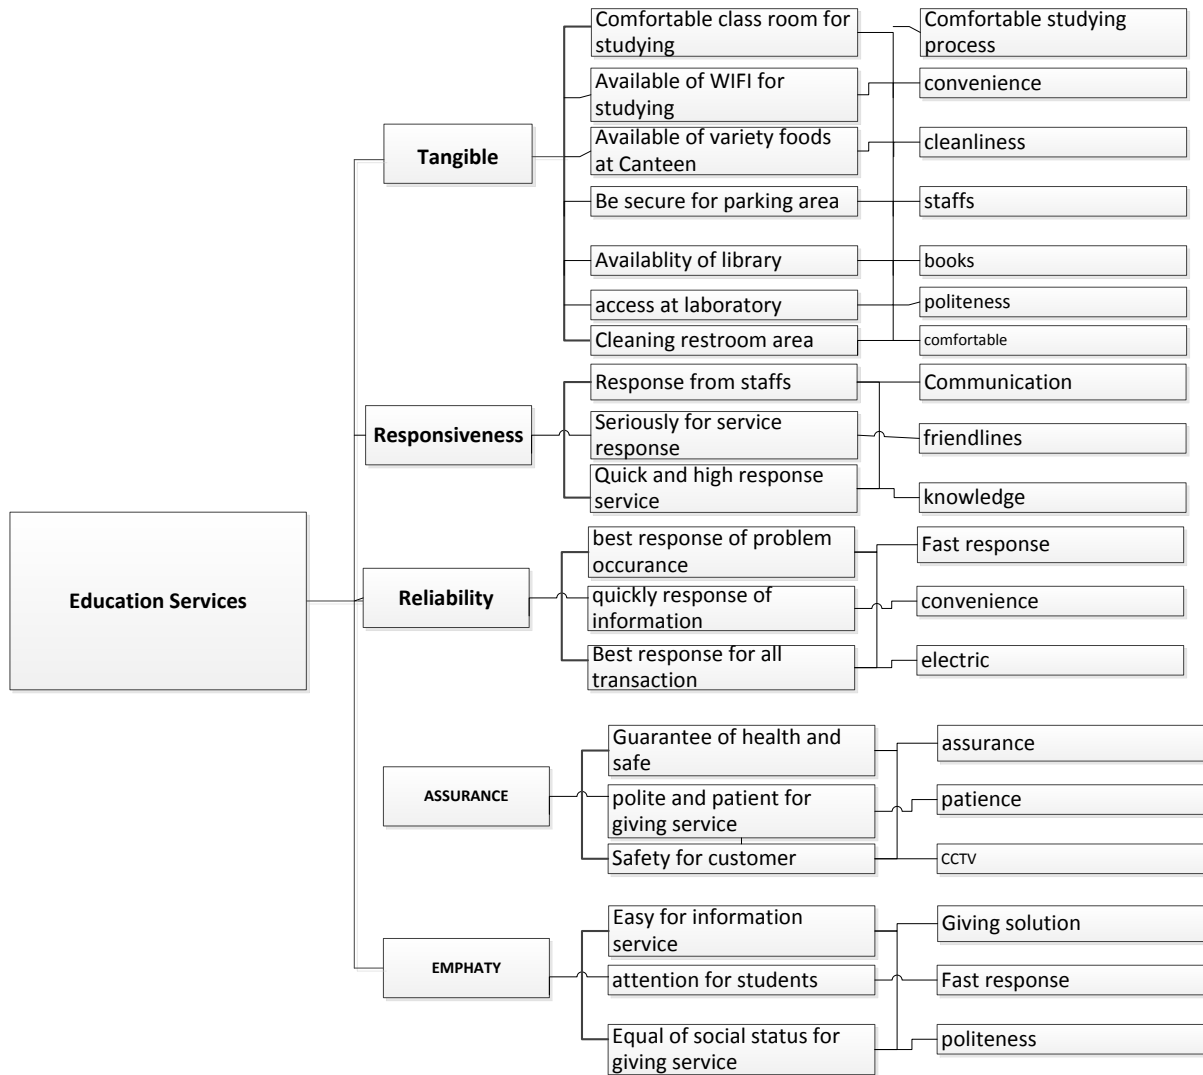 Education Services
Tangible
Comfortable class room for
studying
Comfortable studying
process
Available of WIFI for
studying
convenience
Available of variety foods
at Canteen
cleanliness
Be secure for parking area
staffs
Availablity of library
books
access at laboratory
politeness
Cleaning restroom area
comfortable
Responsiveness
Response from staffs
Communication
Seriously for service
response
friendlines
Quick and high response
service
knowledge
Reliability
best response of problem
occurance
Fast response
quickly response of
information
convenience
Best response for all
transaction
electric
ASSURANCE
Guarantee of health and
safe
assurance
polite and patient for
giving service
patience
Safety for customer
CCTV
EMPHATY
Easy for information
service
Giving solution
attention for students
Fast response
Equal of social status for
giving service
politeness